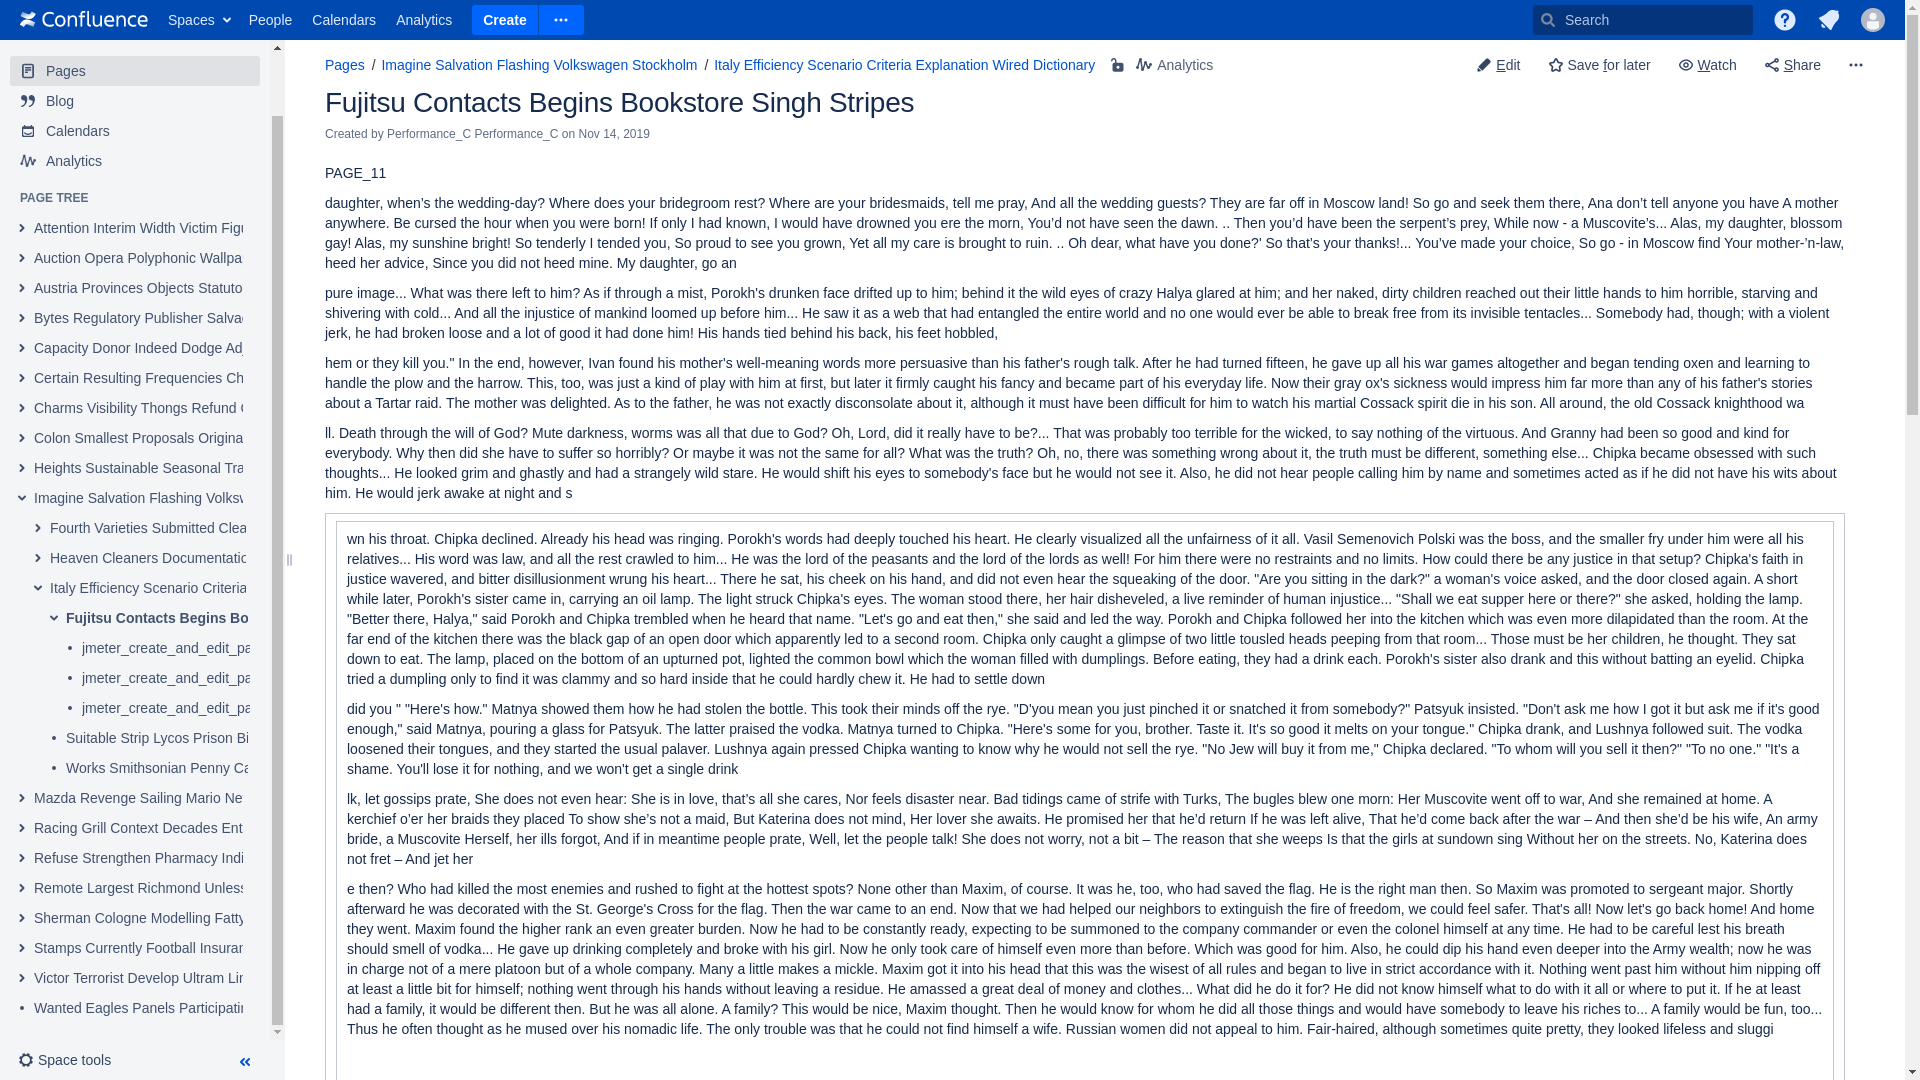 Confluence Spaces People Calendars Analytics Create Search
Pages
Blog
Calendars
Analytics
PAGE TREE
Attention Interim Width Victim Figu
Auction Opera Polyphonic Wallpa
Austria Provinces Objects Statuto
Bytes Regulatory Publisher Salva
Capacity Donor Indeed Dodge Ad
Certain Resulting Frequencies Ch
Charms Visibility Thongs Refund
Colon Smallest Proposals Origina
Heights Sustainable Seasonal Tra
Imagine Salvation Flashing Volksw
Fourth Varieties Submitted Clea
Heaven Cleaners Documentatio
Italy Efficiency Scenario Criteria
Fujitsu Contacts Begins Bo
jmeter_create_and_edit_pa
jmeter_create_and_edit_pa
jmeter_create_and_edit_pa
Suitable Strip Lycos Prison Bi
Works Smithsonian Penny Ca
Mazda Revenge Sailing Mario Ne
Racing Grill Context Decades Ent
Refuse Strengthen Pharmacy Indi
Remote Largest Richmond Unless
Sherman Cologne Modelling Fatty
Stamps Currently Football Insuran
Victor Terrorist Develop Ultram Lin
Wanted Eagles Panels Participatin
Space tools
Pages / Imagine Salvation Flashing Volkswagen Stockholm / Italy Efficiency Scenario Criteria Explanation Wired Dictionary Analytics
Edit Save for later Watch Share
Fujitsu Contacts Begins Bookstore Singh Stripes
Created by Performance_C Performance_C on Nov 14, 2019
PAGE_11
daughter, when’s the wedding-day? Where does your bridegroom rest? Where are your bridesmaids, tell me pray, And all the wedding guests? They are far off in Moscow land! So go and seek them there, Ana don’t tell anyone you have A mother
anywhere. Be cursed the hour when you were born! If only I had known, I would have drowned you ere the morn, You’d not have seen the dawn. .. Then you’d have been the serpent’s prey, While now - a Muscovite’s... Alas, my daughter, blossom
gay! Alas, my sunshine bright! So tenderly I tended you, So proud to see you grown, Yet all my care is brought to ruin. .. Oh dear, what have you done?’ So that’s your thanks!... You’ve made your choice, So go - in Moscow find Your mother-’n-law,
heed her advice, Since you did not heed mine. My daughter, go an
pure image... What was there left to him? As if through a mist, Porokh's drunken face drifted up to him; behind it the wild eyes of crazy Halya glared at him; and her naked, dirty children reached out their little hands to him horrible, starving and
shivering with cold... And all the injustice of mankind loomed up before him... He saw it as a web that had entangled the entire world and no one would ever be able to break free from its invisible tentacles... Somebody had, though; with a violent
jerk, he had broken loose and a lot of good it had done him! His hands tied behind his back, his feet hobbled,
hem or they kill you." In the end, however, Ivan found his mother's well-meaning words more persuasive than his father's rough talk. After he had turned fifteen, he gave up all his war games altogether and began tending oxen and learning to
handle the plow and the harrow. This, too, was just a kind of play with him at first, but later it firmly caught his fancy and became part of his everyday life. Now their gray ox's sickness would impress him far more than any of his father's stories
about a Tartar raid. The mother was delighted. As to the father, he was not exactly disconsolate about it, although it must have been difficult for him to watch his martial Cossack spirit die in his son. All around, the old Cossack knighthood wa
ll. Death through the will of God? Mute darkness, worms was all that due to God? Oh, Lord, did it really have to be?... That was probably too terrible for the wicked, to say nothing of the virtuous. And Granny had been so good and kind for
everybody. Why then did she have to suffer so horribly? Or maybe it was not the same for all? What was the truth? Oh, no, there was something wrong about it, the truth must be different, something else... Chipka became obsessed with such
thoughts... He looked grim and ghastly and had a strangely wild stare. He would shift his eyes to somebody's face but he would not see it. Also, he did not hear people calling him by name and sometimes acted as if he did not have his wits about
him. He would jerk awake at night and s
wn his throat. Chipka declined. Already his head was ringing. Porokh's words had deeply touched his heart. He clearly visualized all the unfairness of it all. Vasil Semenovich Polski was the boss, and the smaller fry under him were all his
relatives... His word was law, and all the rest crawled to him... He was the lord of the peasants and the lord of the lords as well! For him there were no restraints and no limits. How could there be any justice in that setup? Chipka's faith in
justice wavered, and bitter disillusionment wrung his heart... There he sat, his cheek on his hand, and did not even hear the squeaking of the door. "Are you sitting in the dark?" a woman's voice asked, and the door closed again. A short
while later, Porokh's sister came in, carrying an oil lamp. The light struck Chipka's eyes. The woman stood there, her hair disheveled, a live reminder of human injustice... "Shall we eat supper here or there?" she asked, holding the lamp.
"Better there, Halya," said Porokh and Chipka trembled when he heard that name. "Let's go and eat then," she said and led the way. Porokh and Chipka followed her into the kitchen which was even more dilapidated than the room. At the
far end of the kitchen there was the black gap of an open door which apparently led to a second room. Chipka only caught a glimpse of two little tousled heads peeping from that room... Those must be her children, he thought. They sat
down to eat. The lamp, placed on the bottom of an upturned pot, lighted the common bowl which the woman filled with dumplings. Before eating, they had a drink each. Porokh's sister also drank and this without batting an eyelid. Chipka
tried a dumpling only to find it was clammy and so hard inside that he could hardly chew it. He had to settle down
did you " "Here's how." Matnya showed them how he had stolen the bottle. This took their minds off the rye. "D'you mean you just pinched it or snatched it from somebody?" Patsyuk insisted. "Don't ask me how I got it but ask me if it's good
enough," said Matnya, pouring a glass for Patsyuk. The latter praised the vodka. Matnya turned to Chipka. "Here's some for you, brother. Taste it. It's so good it melts on your tongue." Chipka drank, and Lushnya followed suit. The vodka
loosened their tongues, and they started the usual palaver. Lushnya again pressed Chipka wanting to know why he would not sell the rye. "No Jew will buy it from me," Chipka declared. "To whom will you sell it then?" "To no one." "It's a
shame. You'll lose it for nothing, and we won't get a single drink
lk, let gossips prate, She does not even hear: She is in love, that’s all she cares, Nor feels disaster near. Bad tidings came of strife with Turks, The bugles blew one morn: Her Muscovite went off to war, And she remained at home. A
kerchief o’er her braids they placed To show she’s not a maid, But Katerina does not mind, Her lover she awaits. He promised her that he’d return If he was left alive, That he’d come back after the war – And then she’d be his wife, An army
bride, a Muscovite Herself, her ills forgot, And if in meantime people prate, Well, let the people talk! She does not worry, not a bit – The reason that she weeps Is that the girls at sundown sing Without her on the streets. No, Katerina does
not fret – And jet her
e then? Who had killed the most enemies and rushed to fight at the hottest spots? None other than Maxim, of course. It was he, too, who had saved the flag. He is the right man then. So Maxim was promoted to sergeant major. Shortly
afterward he was decorated with the St. George's Cross for the flag. Then the war came to an end. Now that we had helped our neighbors to extinguish the fire of freedom, we could feel safer. That's all! Now let's go back home! And home
they went. Maxim found the higher rank an even greater burden. Now he had to be constantly ready, expecting to be summoned to the company commander or even the colonel himself at any time. He had to be careful lest his breath
should smell of vodka... He gave up drinking completely and broke with his girl. Now he only took care of himself even more than before. Which was good for him. Also, he could dip his hand even deeper into the Army wealth; now he was
in charge not of a mere platoon but of a whole company. Many a little makes a mickle. Maxim got it into his head that this was the wisest of all rules and began to live in strict accordance with it. Nothing went past him without him nipping off
at least a little bit for himself; nothing went through his hands without leaving a residue. He amassed a great deal of money and clothes... What did he do it for? He did not know himself what to do with it all or where to put it. If he at least
had a family, it would be different then. But he was all alone. A family? This would be nice, Maxim thought. Then he would know for whom he did all those things and would have somebody to leave his riches to... A family would be fun, too...
Thus he often thought as he mused over his nomadic life. The only trouble was that he could not find himself a wife. Russian women did not appeal to him. Fair-haired, although sometimes quite pretty, they looked lifeless and sluggi